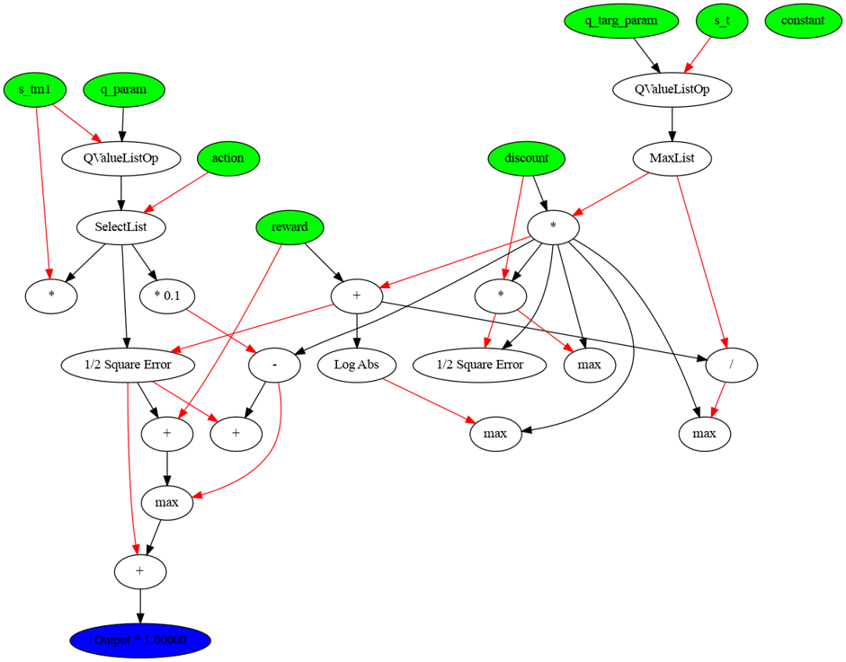 q_targ_param
s_t
constant
s_tm1
q_param
QValueListOp
QValueListOp
action
discount
MaxList
SelectList
reward
*
*
* 0.1
+
*
1/2 Square Error
-
Log Abs
1/2 Square Error
max
/
+
+
max
max
max
+
Output * 1.00000